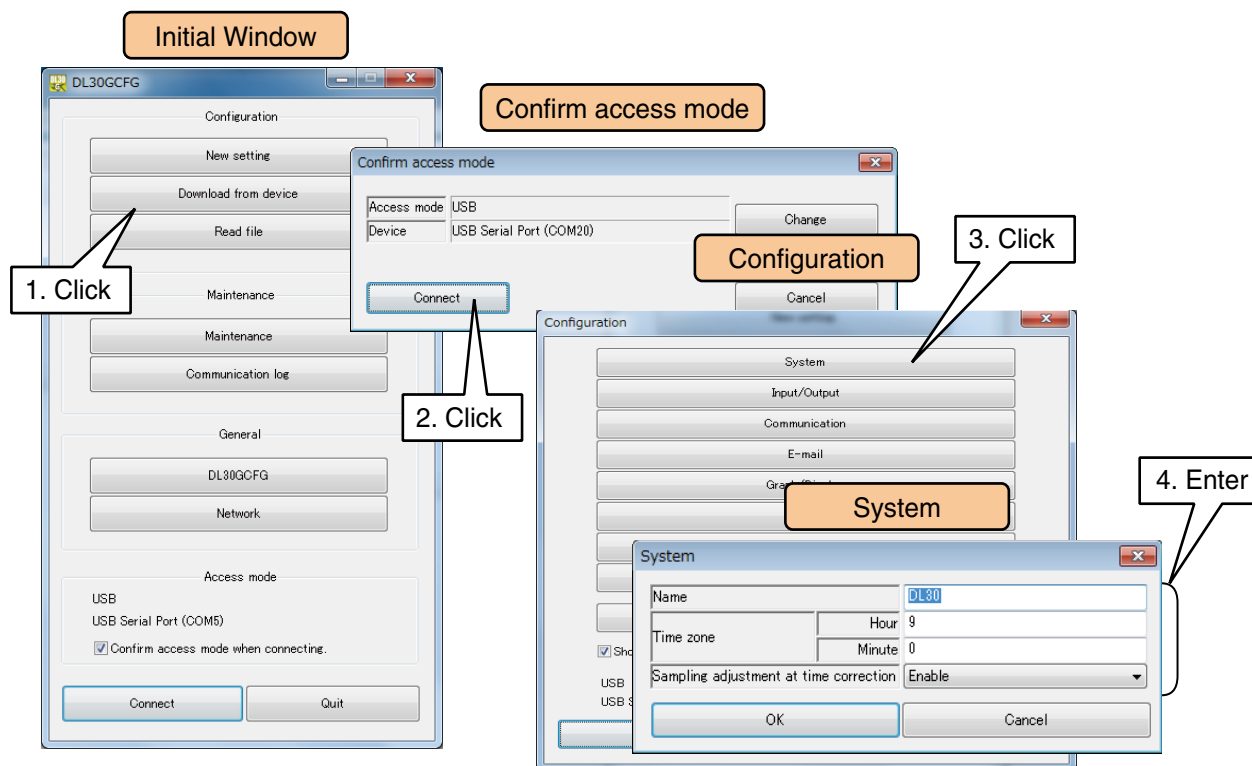 Initial Window
DL30GCFG
Configuration
New setting
Download from device
Read file
1. Click
Maintenance
Maintenance
Communication log
General
DL30GCFG
Network
Access mode
USB
USB Serial Port (COM5)
Confirm access mode when connecting.
Connect
Quit
Confirm access mode
Confirm access mode
Access mode
USB
Device
USB Serial Port (COM20)
Change
Connect
Cancel
2. Click
Configuration
3. Click
Configuration
System
Input/Output
Communication
E-mail
USB
System
4. Enter
System
Name
DL30
Time zone
Hour
9
Minute
0
Sampling adjustment at time correction
Enable
OK
Cancel